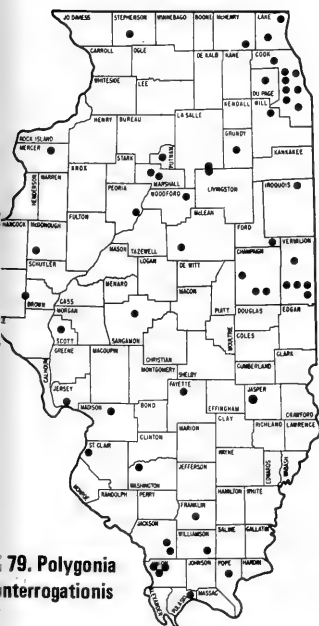 JO DAVIESS STEPHENSON WINNEBAGO BOONE McHENRY LAKE
CARROLL OGLE DE KALB KANE COOK
WHITESIDE LEE DU PAGE
KENDALL WILL
HENRY BUREAU LA SALLE
ROCK ISLAND PUTNAM GRUNDY
MERCER
STARK KANKAKEE
KNOX MARSHALL
HENDERSON WARREN PEORIA WOODFORD LIVINGSTON IROQUOIS
McLEAN
FULTON FORD
HANCOCK McDONOUGH TAZEWELL VERMILION
MASON LOGAN CHAMPAIGN
SCHUYLER DE WITT
MENARD
BROWN CASS MACON PIATT
MORGAN DOUGLAS EDGAR
SCOTT SANGAMON MOULTRIE COLES
GREENE MACOUPIN CHRISTIAN
CLARK
MONTGOMERY SHELBY CUMBERLAND
CALHOUN JERSEY FAYETTE JASPER
EFFINGHAM CRAWFORD
MADISON BOND CLAY RICHLAND LAWRENCE
MARION
CLINTON
ST CLAIR WAYNE EDWARDS WABASH
WASHINGTON JEFFERSON
MONROE
RANDOLPH PERRY HAMILTON WHITE
FRANKLIN
JACKSON
WILLIAMSON SALINE GALLATIN
79. Polygonia
JOHNSON POPE HARDIN
nterrogationis
ALEXANDER PULASKI MASSAC